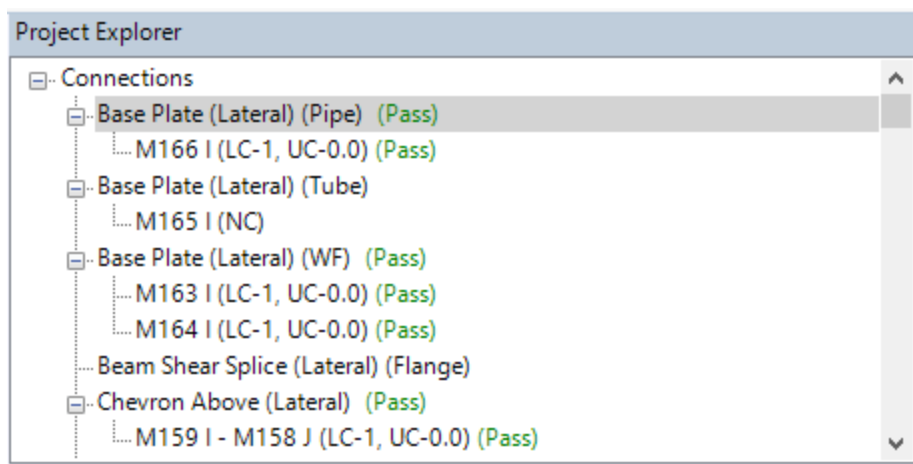 Project Explorer
Connections
Base Plate (Lateral) (Pipe) (Pass)
M166 I (LC-1, UC-0.0) (Pass)
Base Plate (Lateral) (Tube)
M165 I (NC)
Base Plate (Lateral) (WF) (Pass)
M163 I (LC-1, UC-0.0) (Pass)
M164 I (LC-1, UC-0.0) (Pass)
Beam Shear Splice (Lateral) (Flange)
Chevron Above (Lateral) (Pass)
M159 I - M158 J (LC-1, UC-0.0) (Pass)